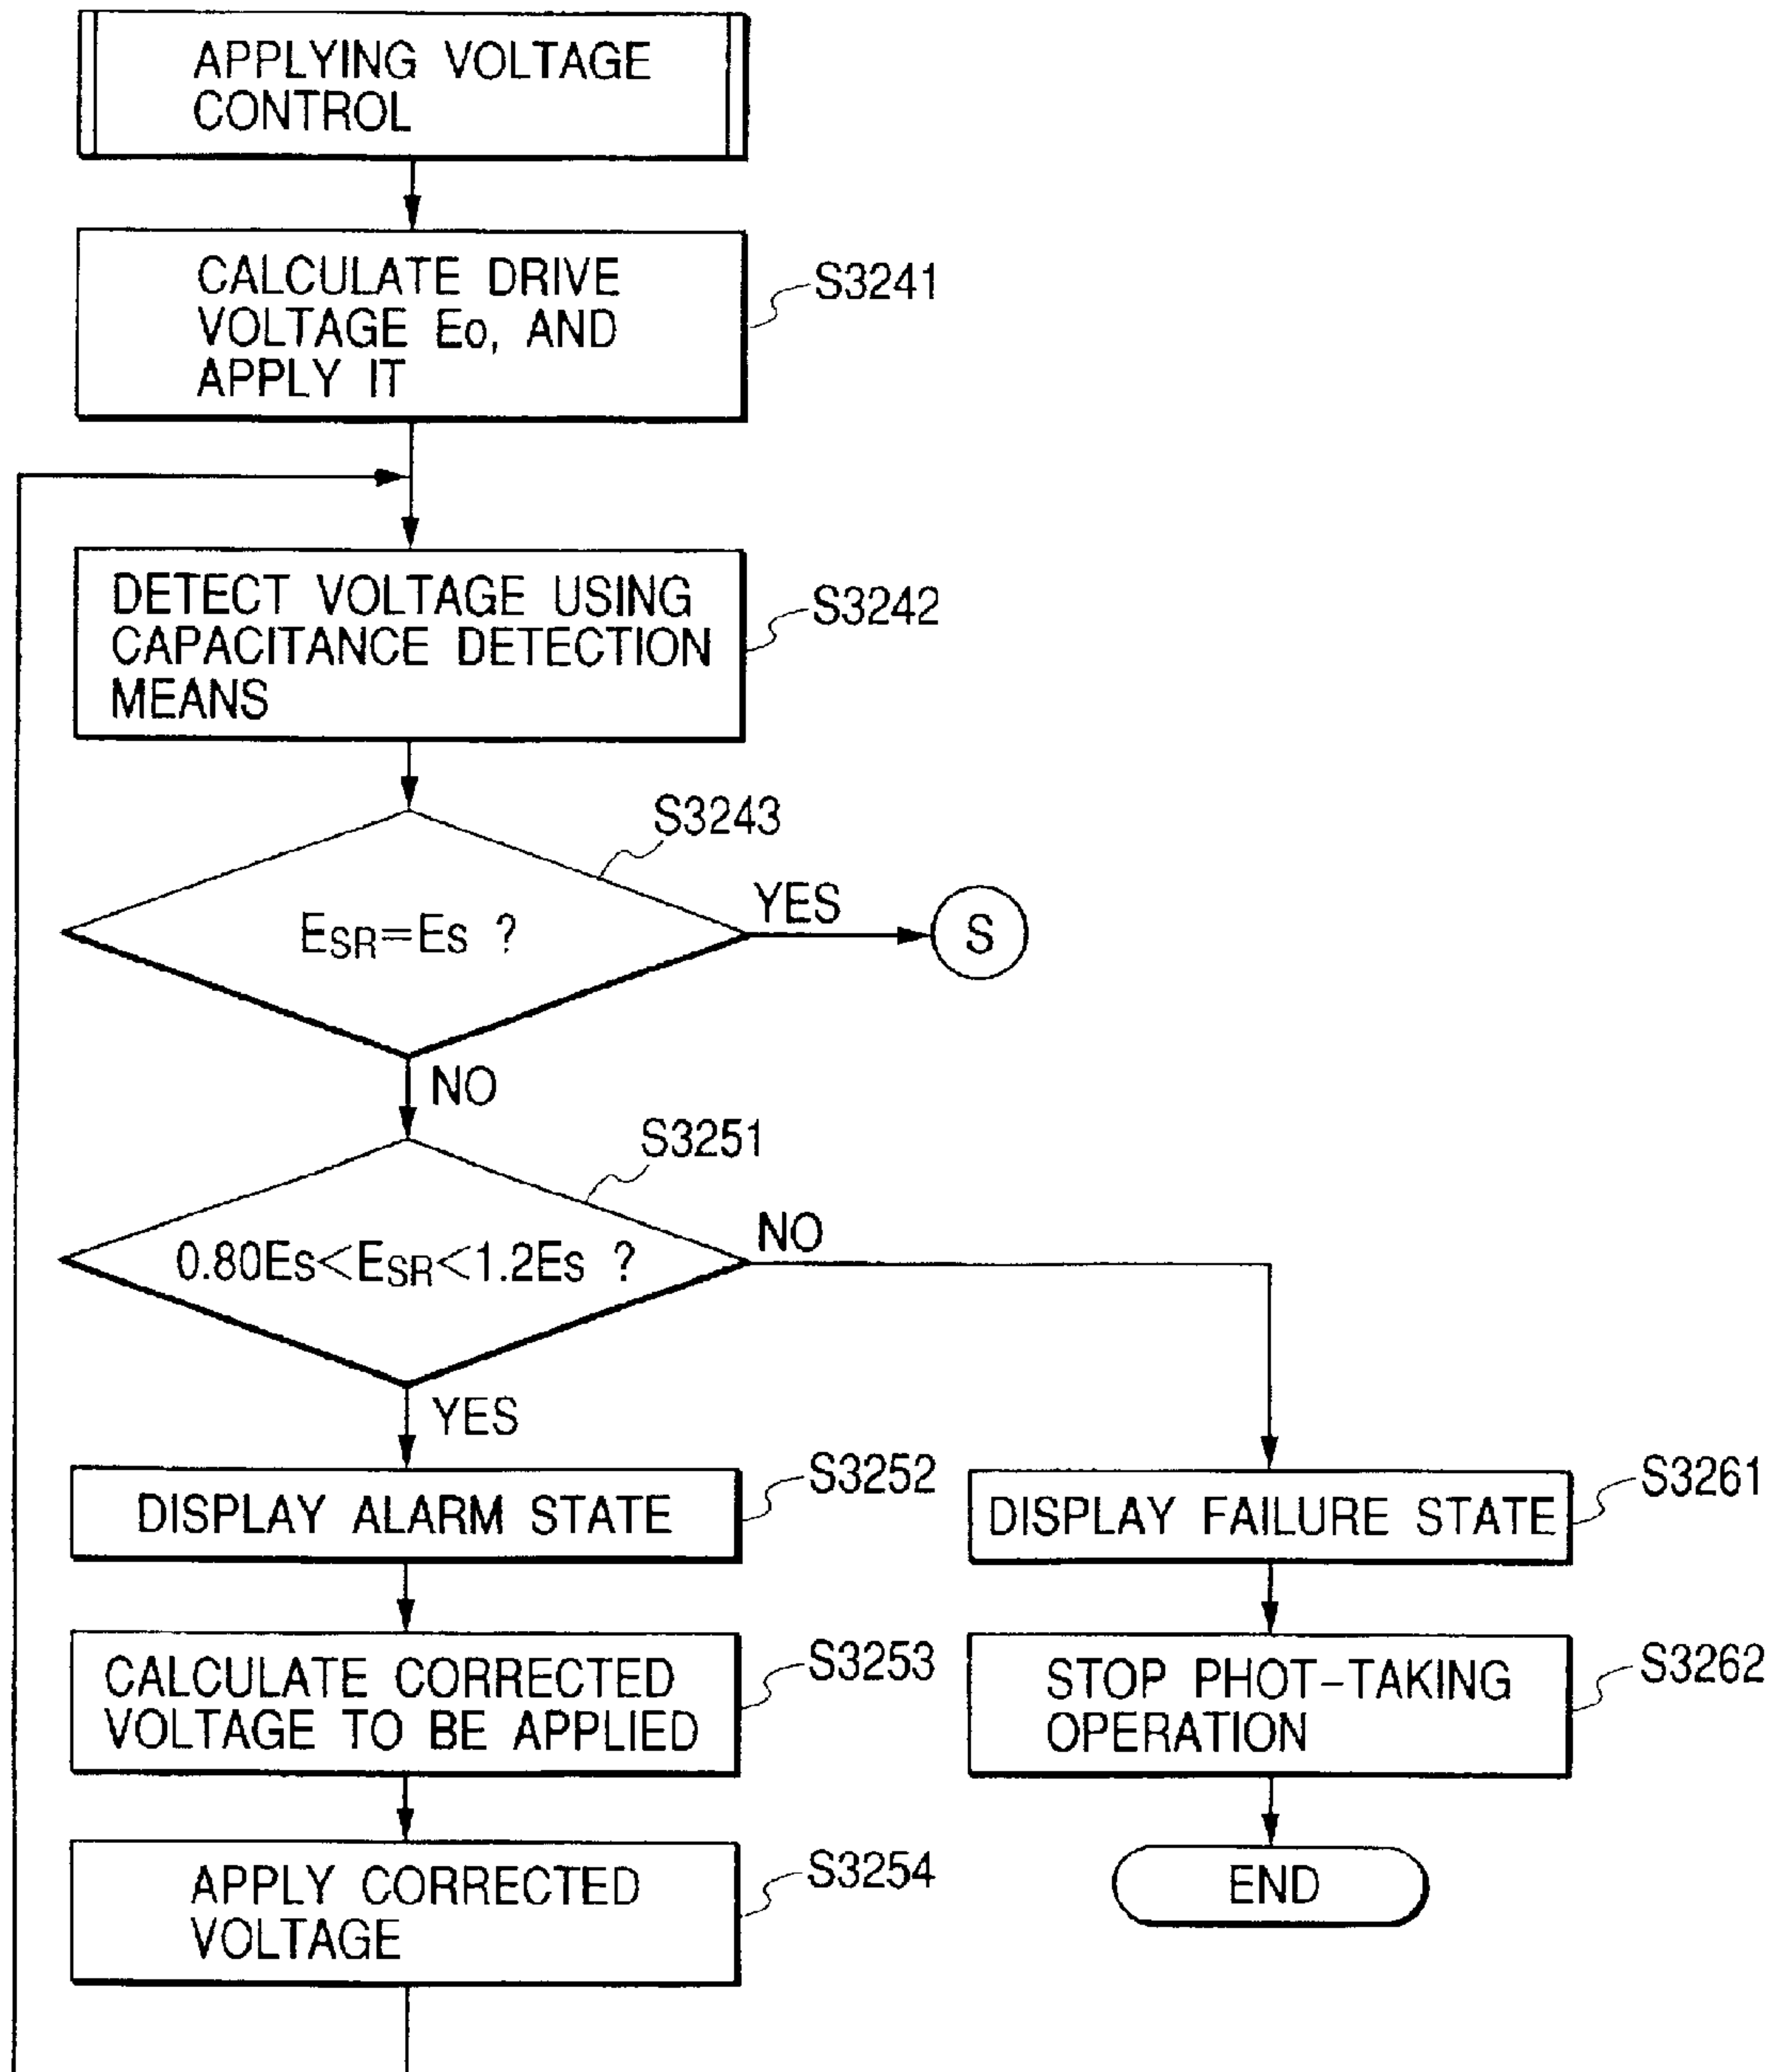 APPLYING VOLTAGE
CONTROL
CALCULATE DRIVE
VOLTAGE Eo, AND
APPLY IT
S3241
DETECT VOLTAGE USING
CAPACITANCE DETECTION
MEANS
S3242
S3243
ESR=Es ?
YES
S
NO
S3251
0.80Es<ESR<1.2Es ?
NO
YES
DISPLAY ALARM STATE
S3252
DISPLAY FAILURE STATE
S3261
CALCULATE CORRECTED
VOLTAGE TO BE APPLIED
S3253
STOP PHOT-TAKING
OPERATION
S3262
APPLY CORRECTED
VOLTAGE
S3254
END